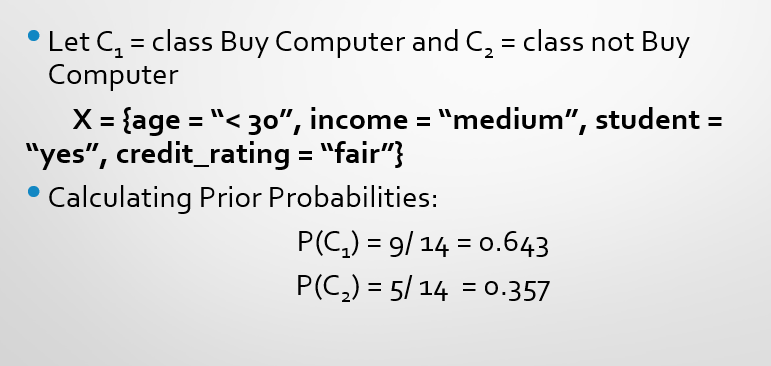 • Let C₁ = class Buy Computer and C₂ = class not Buy
Computer
X = {age = “< 30”, income = “medium”, student =
“yes”, credit_rating = “fair”}
• Calculating Prior Probabilities:
P(C₁) = 9/ 14 = 0.643
P(C₂) = 5/ 14 = 0.357